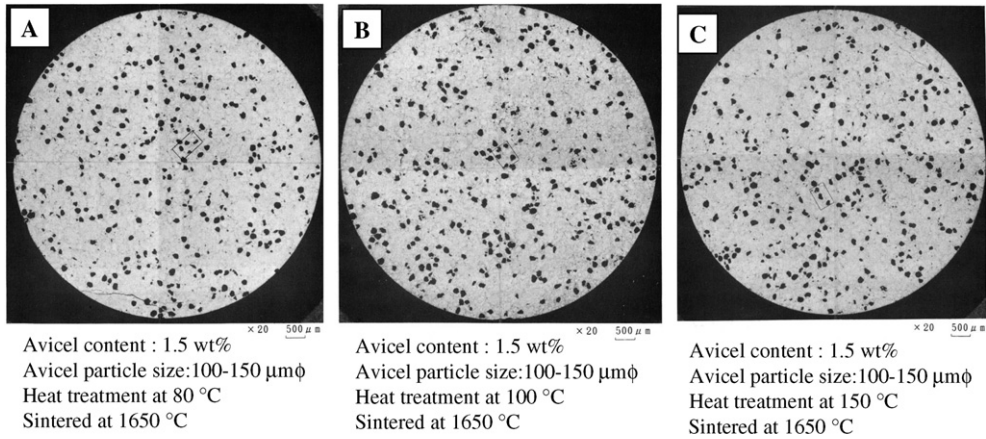 A
B
C
× 20 500 μm
× 20 500 μm
× 20 500 μm
Avicel content : 1.5 wt%
Avicel particle size:100-150 μmϕ
Heat treatment at 80 °C
Sintered at 1650 °C
Avicel content : 1.5 wt%
Avicel particle size:100-150 μmϕ
Heat treatment at 100 °C
Sintered at 1650 °C
Avicel content : 1.5 wt%
Avicel particle size:100-150 μmϕ
Heat treatment at 150 °C
Sintered at 1650 °C